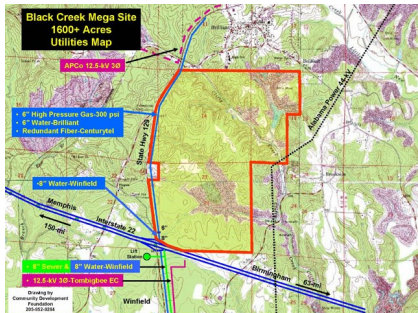 Black Creek Mega Site
1600+ Acres
Utilities Map
APCo 12.5-kV 3Ø
Brilliant
Alabama Power 44-kV
State Hwy 129
• 6" High Pressure Gas-300 psi
• 6" Water-Brilliant
• Redundant Fiber-Centurytel
•8" Water-Winfield
Memphis
150-mi
Interstate 22
6"
8"
Lift
Station
Birmingham
63-mi
• 8" Sewer & 8" Water-Winfield
• 12.5-kV 3Ø-Tombigbee EC
Drawing by
Community Development
Foundation
Winfield